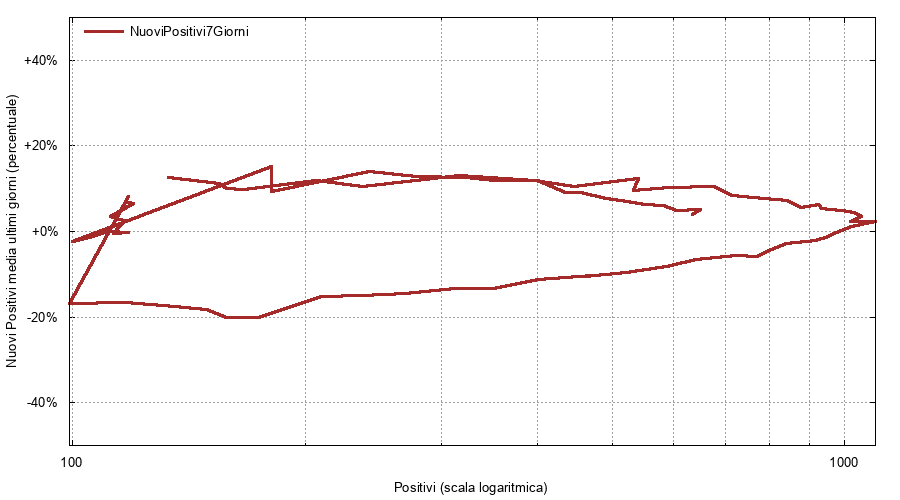 NuoviPositivi7Giorni
+40%
+20%
+0%
-20%
-40%
Nuovi Positivi media ultimi giorni (percentuale)
100
1000
Positivi (scala logaritmica)